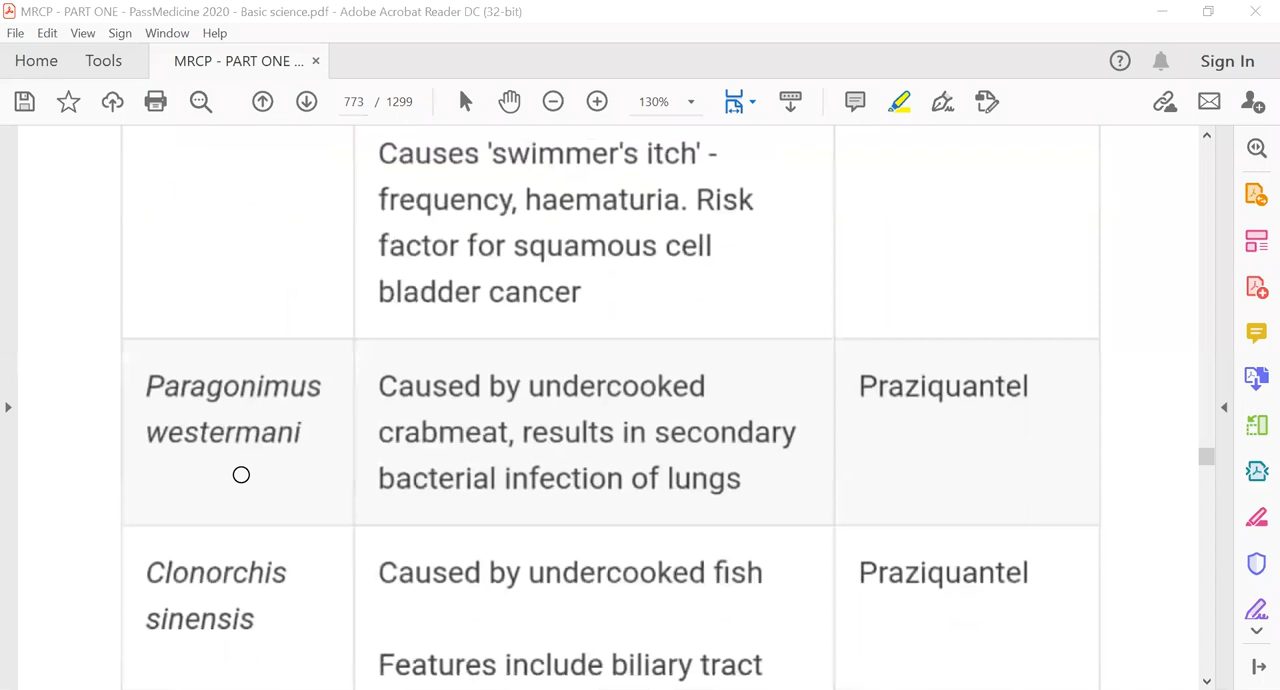 MRCP - PART ONE - PassMedicine 2020 - Basic science.pdf - Adobe Acrobat Reader DC (32-bit)
File Edit View Sign Window Help
Home Tools MRCP - PART ONE ... × Sign In
773 / 1299 130%
Causes 'swimmer's itch' -
frequency, haematuria. Risk
factor for squamous cell
bladder cancer
Paragonimus Caused by undercooked Praziquantel
westermani crabmeat, results in secondary
bacterial infection of lungs
Clonorchis Caused by undercooked fish Praziquantel
sinensis
Features include biliary tract